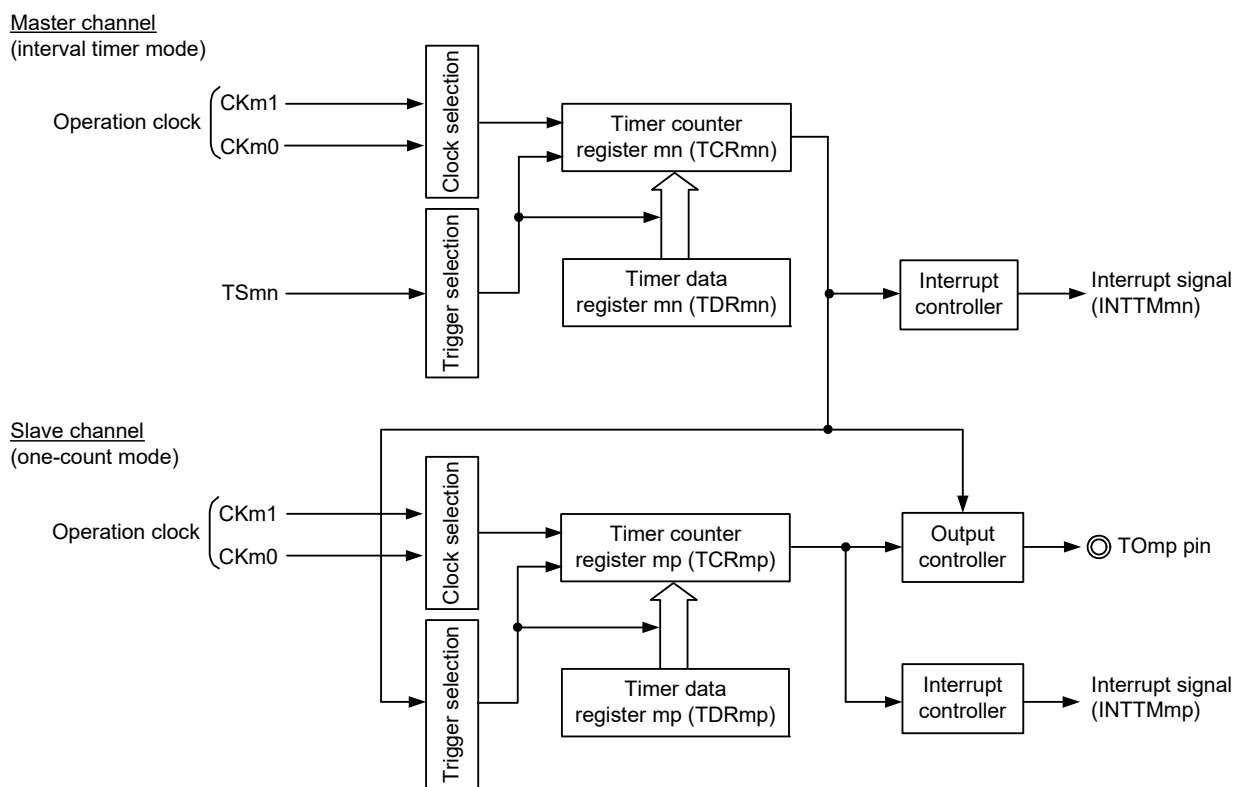 Master channel
(interval timer mode)
Operation clock
CKm1
CKm0
Clock selection
Timer counter
register mn (TCRmn)
TSmn
Trigger selection
Timer data
register mn (TDRmn)
Interrupt
controller
Interrupt signal
(INTTMmn)
Slave channel
(one-count mode)
Operation clock
CKm1
CKm0
Clock selection
Timer counter
register mp (TCRmp)
Output
controller
TOmp pin
Trigger selection
Timer data
register mp (TDRmp)
Interrupt
controller
Interrupt signal
(INTTMmp)